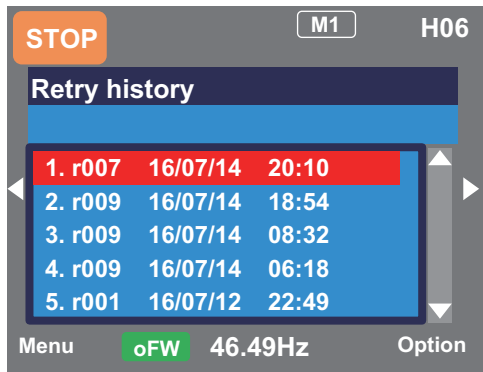 STOP M1 H06
Retry history
1. r007 16/07/14 20:10
2. r009 16/07/14 18:54
3. r009 16/07/14 08:32
4. r009 16/07/14 06:18
5. r001 16/07/12 22:49
Menu oFW 46.49Hz Option